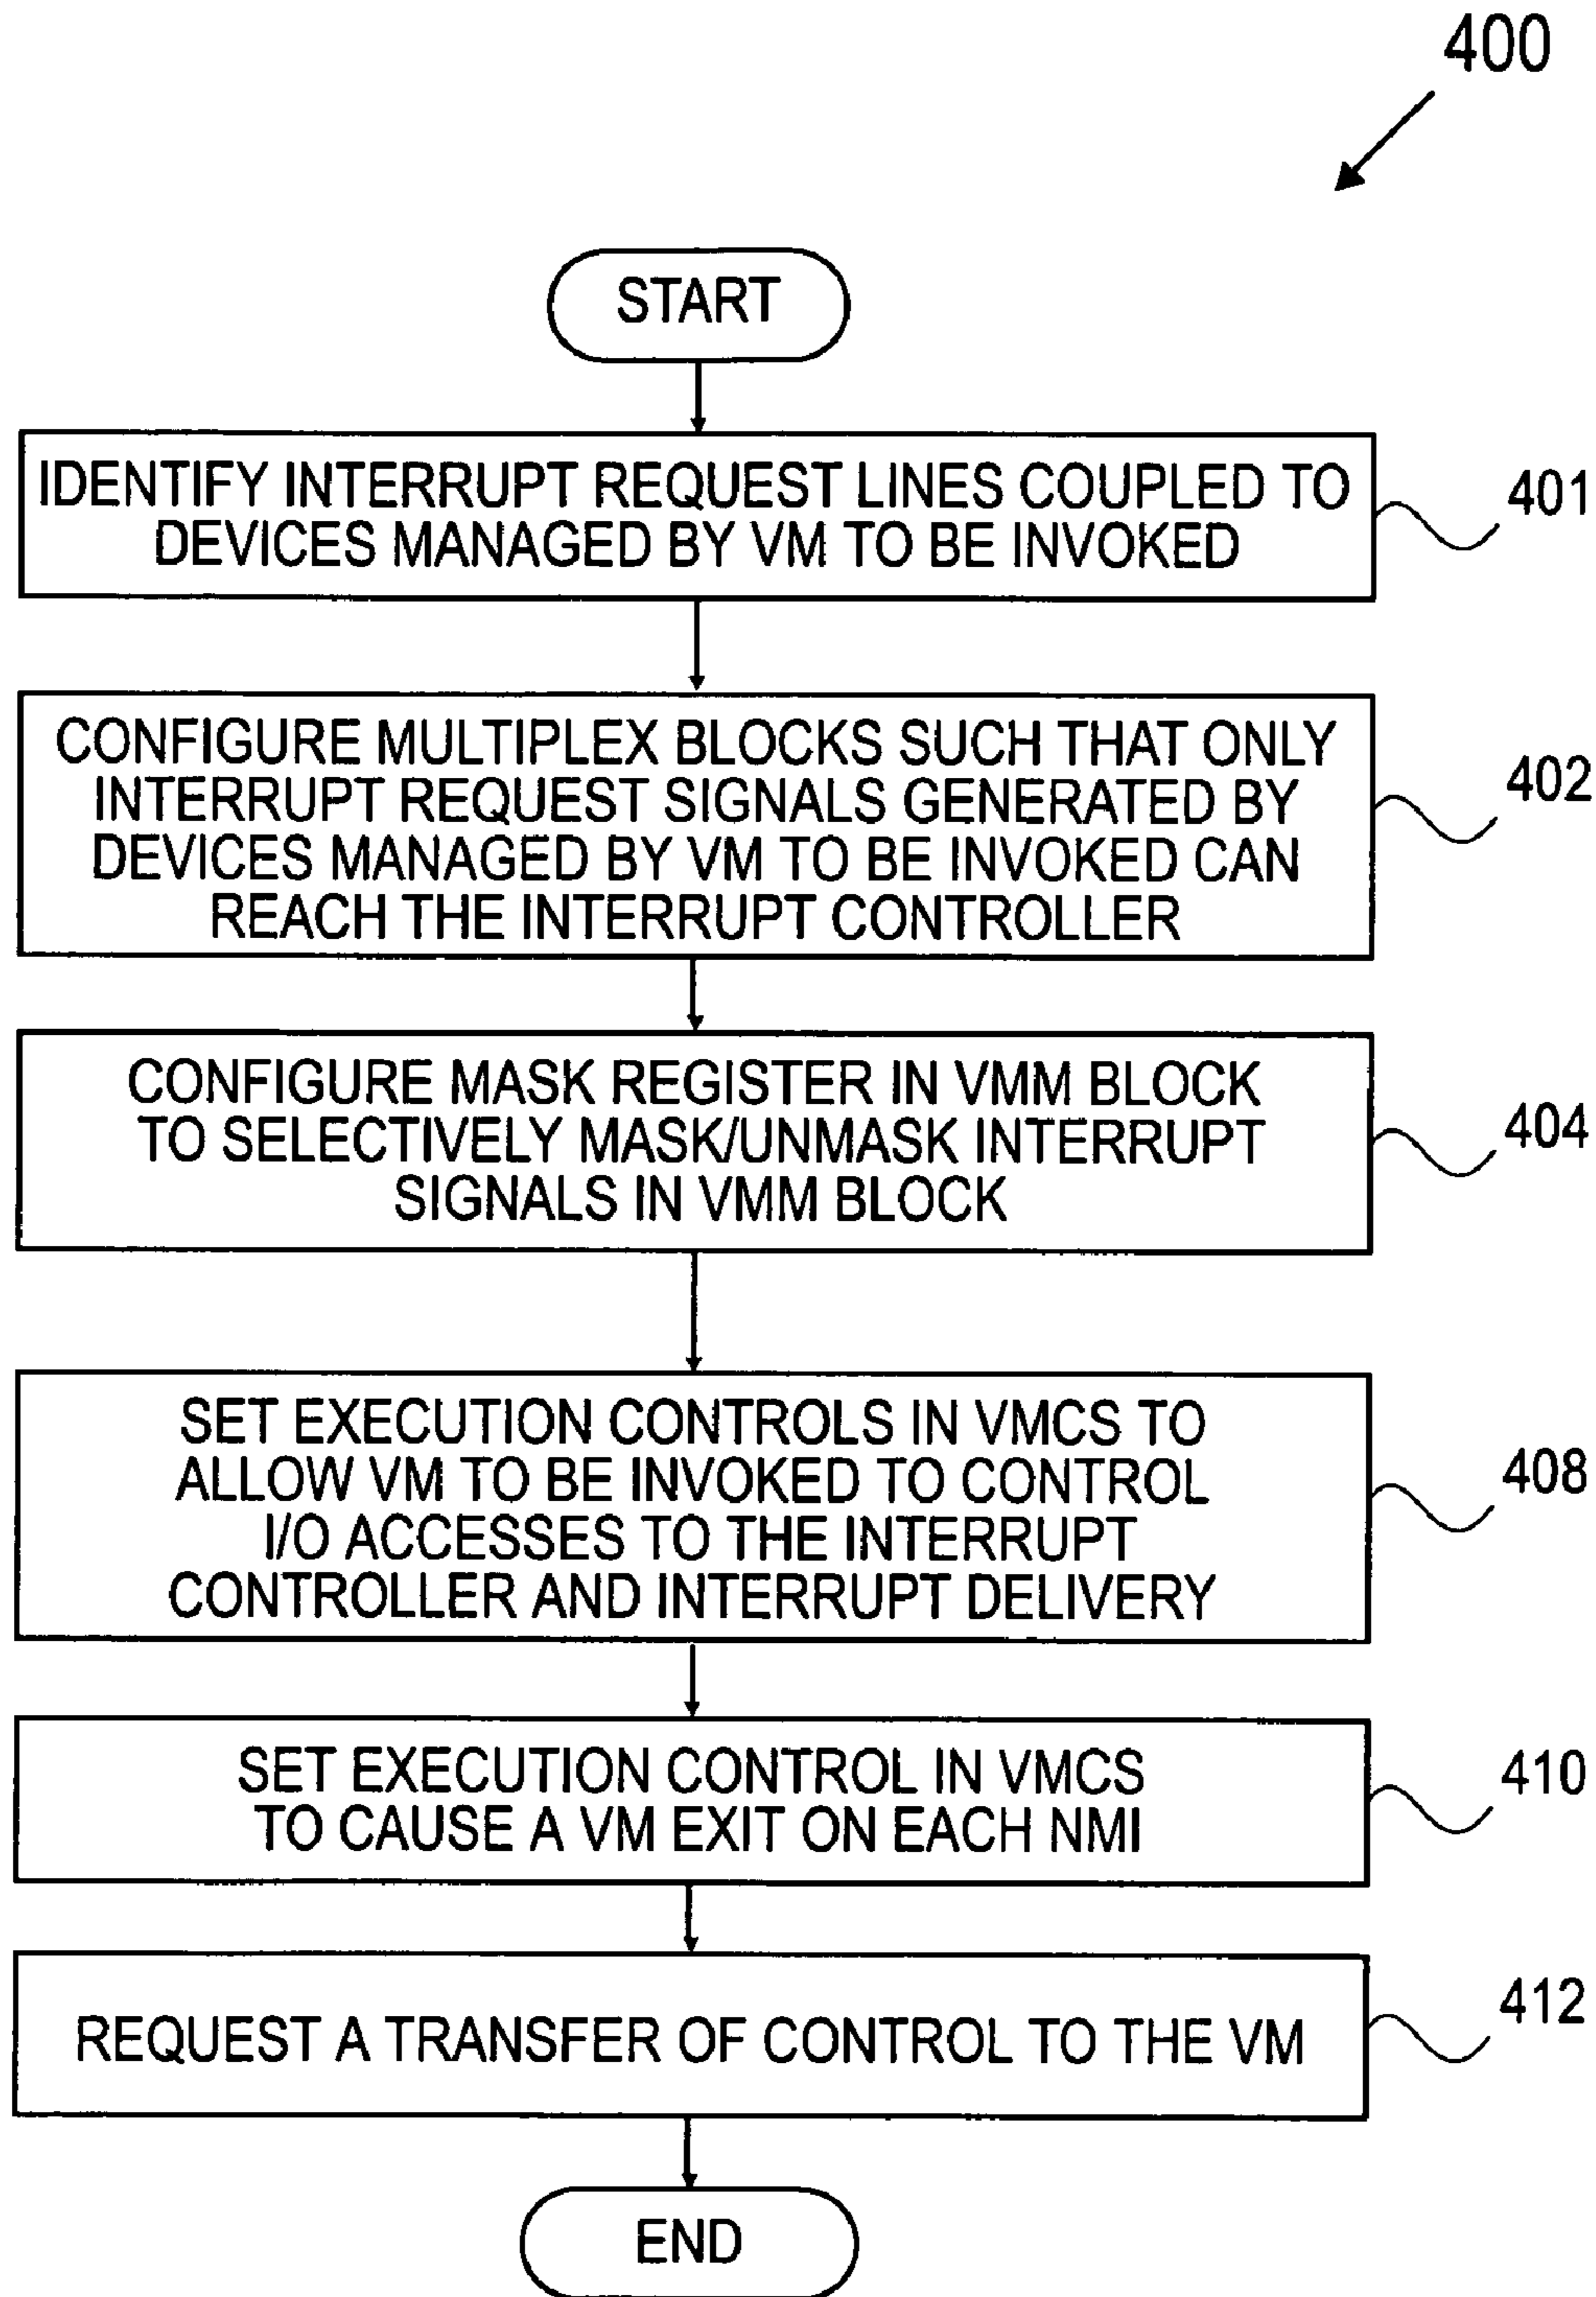 400
START
IDENTIFY INTERRUPT REQUEST LINES COUPLED TO
DEVICES MANAGED BY VM TO BE INVOKED
401
CONFIGURE MULTIPLEX BLOCKS SUCH THAT ONLY
INTERRUPT REQUEST SIGNALS GENERATED BY
DEVICES MANAGED BY VM TO BE INVOKED CAN
REACH THE INTERRUPT CONTROLLER
402
CONFIGURE MASK REGISTER IN VMM BLOCK
TO SELECTIVELY MASK/UNMASK INTERRUPT
SIGNALS IN VMM BLOCK
404
SET EXECUTION CONTROLS IN VMCS TO
ALLOW VM TO BE INVOKED TO CONTROL
I/O ACCESSES TO THE INTERRUPT
CONTROLLER AND INTERRUPT DELIVERY
408
SET EXECUTION CONTROL IN VMCS
TO CAUSE A VM EXIT ON EACH NMI
410
REQUEST A TRANSFER OF CONTROL TO THE VM
412
END